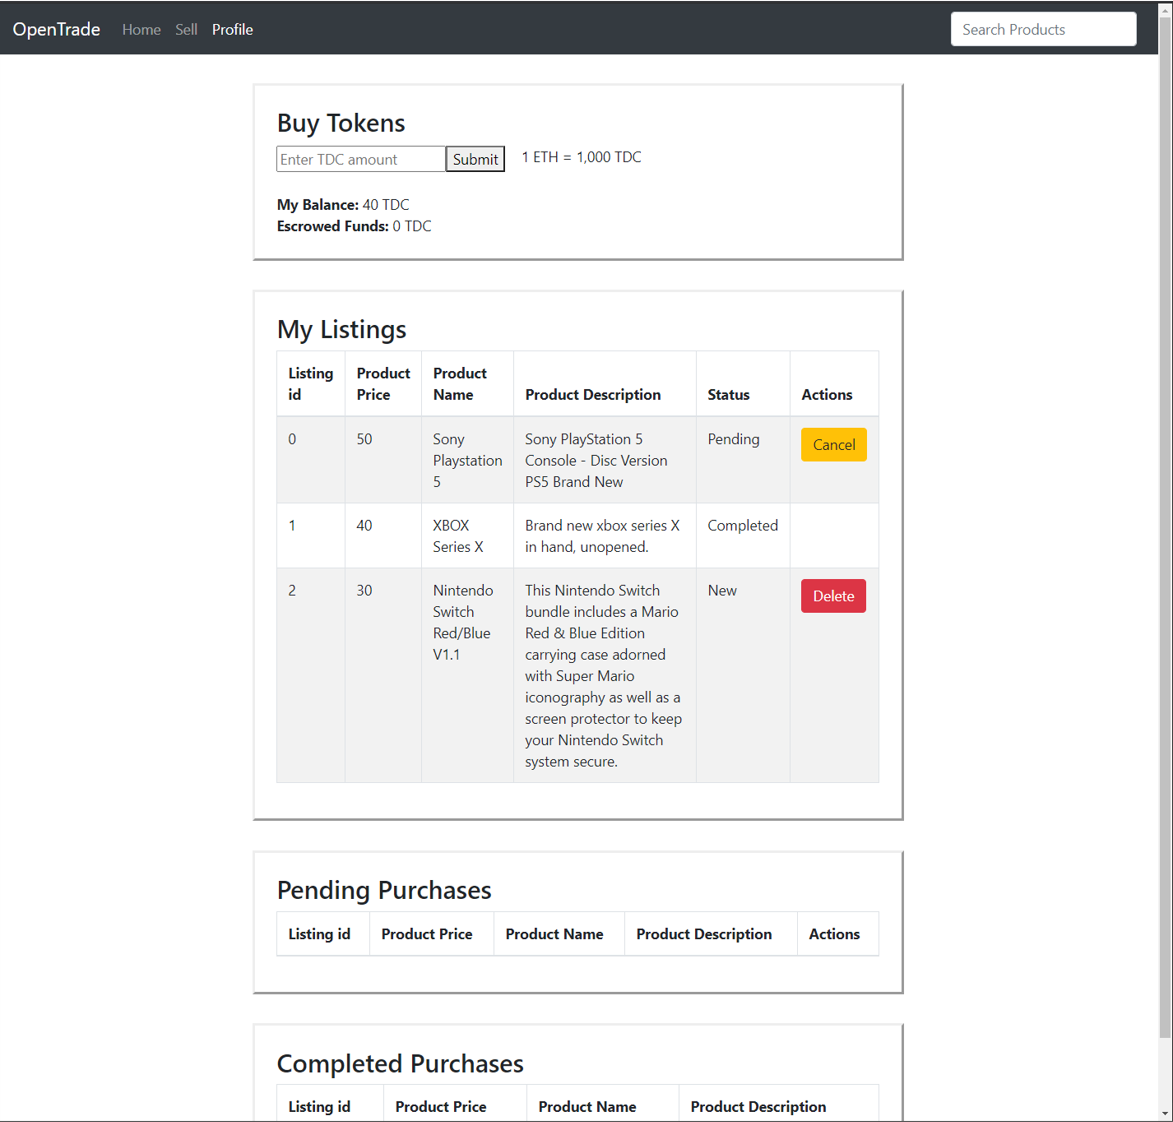 OpenTrade Home Sell Profile Search Products
Buy Tokens
Enter TDC amount Submit 1 ETH = 1,000 TDC
My Balance: 40 TDC
Escrowed Funds: 0 TDC
My Listings
Listing id Product Price Product Name Product Description Status Actions
0 50 Sony Playstation 5 Sony PlayStation 5 Console - Disc Version PS5 Brand New Pending Cancel
1 40 XBOX Series X Brand new xbox series X in hand, unopened. Completed
2 30 Nintendo Switch Red/Blue V1.1 This Nintendo Switch bundle includes a Mario Red & Blue Edition carrying case adorned with Super Mario iconography as well as a screen protector to keep your Nintendo Switch system secure. New Delete
Pending Purchases
Listing id Product Price Product Name Product Description Actions
Completed Purchases
Listing id Product Price Product Name Product Description